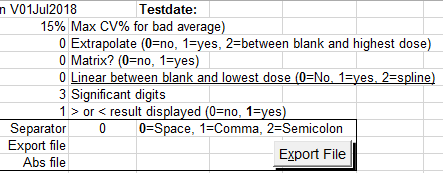 n V01Jul2018 Testdate:
15% Max CV% for bad average)
0 Extrapolate (0=no, 1=yes, 2=between blank and highest dose)
0 Matrix? (0=no, 1=yes)
0 Linear between blank and lowest dose (0=No, 1=yes, 2=spline)
3 Significant digits
1 > or < result displayed (0=no, 1=yes)
Separator 0 0=Space, 1=Comma, 2=Semicolon
Export file
Abs file
Export File